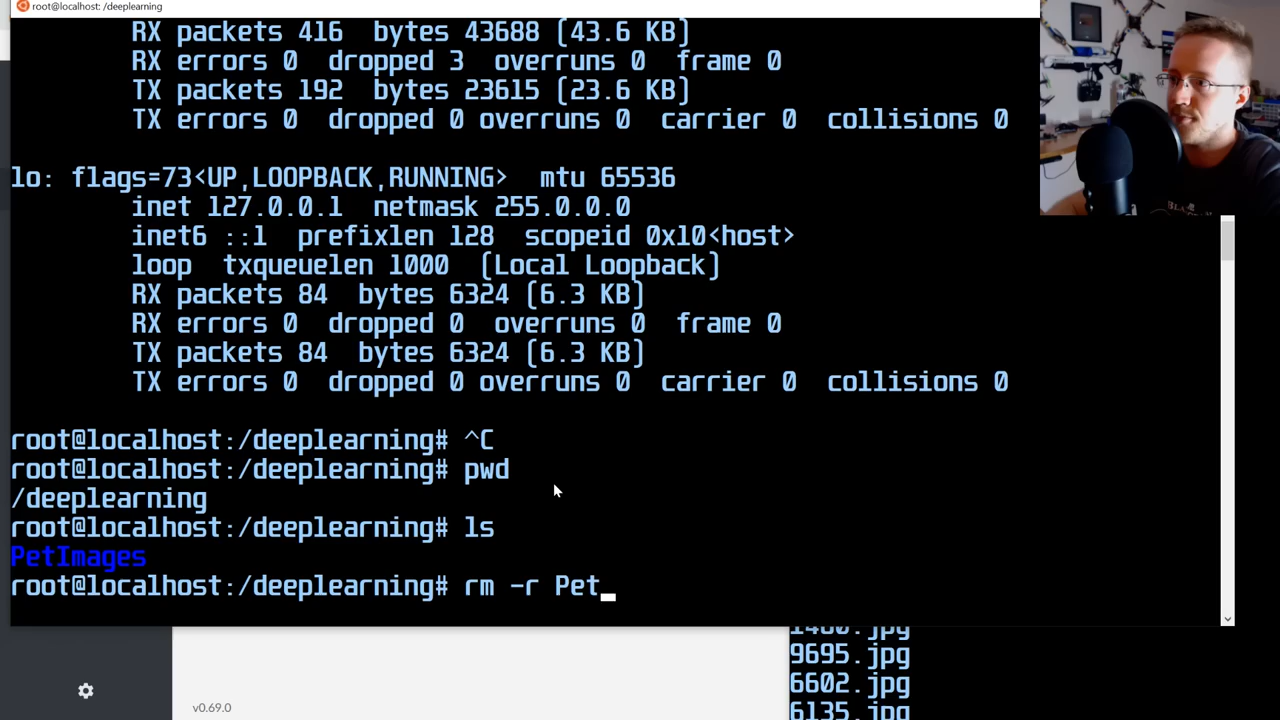 root@localhost: /deeplearning
RX packets 416  bytes 43688 (43.6 KB)
RX errors 0  dropped 3  overruns 0  frame 0
TX packets 192  bytes 23615 (23.6 KB)
TX errors 0  dropped 0 overruns 0  carrier 0  collisions 0
lo: flags=73<UP,LOOPBACK,RUNNING>  mtu 65536
inet 127.0.0.1  netmask 255.0.0.0
inet6 ::1  prefixlen 128  scopeid 0x10<host>
loop  txqueuelen 1000  (Local Loopback)
RX packets 84  bytes 6324 (6.3 KB)
RX errors 0  dropped 0  overruns 0  frame 0
TX packets 84  bytes 6324 (6.3 KB)
TX errors 0  dropped 0 overruns 0  carrier 0  collisions 0
root@localhost:/deeplearning# ^C
root@localhost:/deeplearning# pwd
/deeplearning
root@localhost:/deeplearning# ls
PetImages
root@localhost:/deeplearning# rm -r Pet
9695.jpg
6602.jpg
6135.jpg
v0.69.0